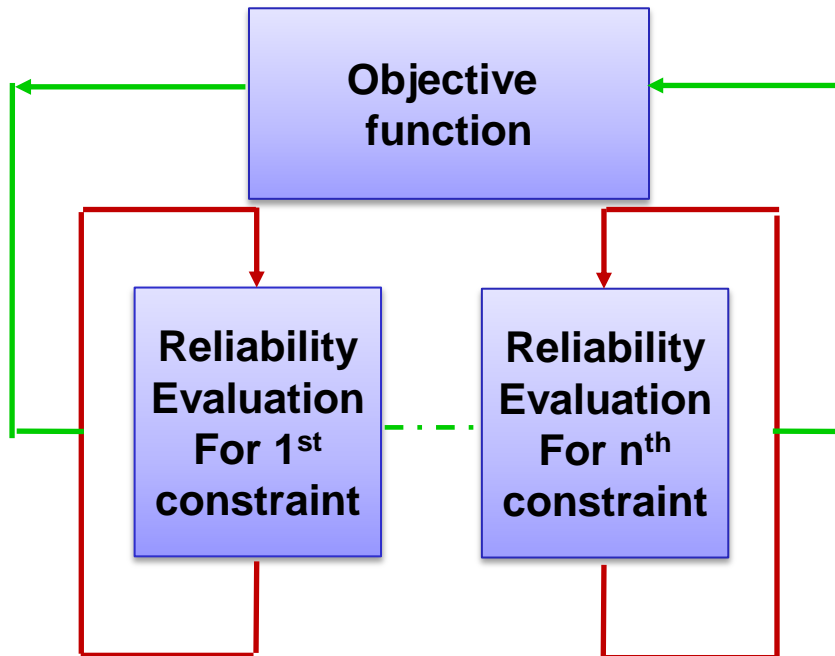 Objective
function
Reliability
Evaluation
For 1st
constraint
Reliability
Evaluation
For nth
constraint